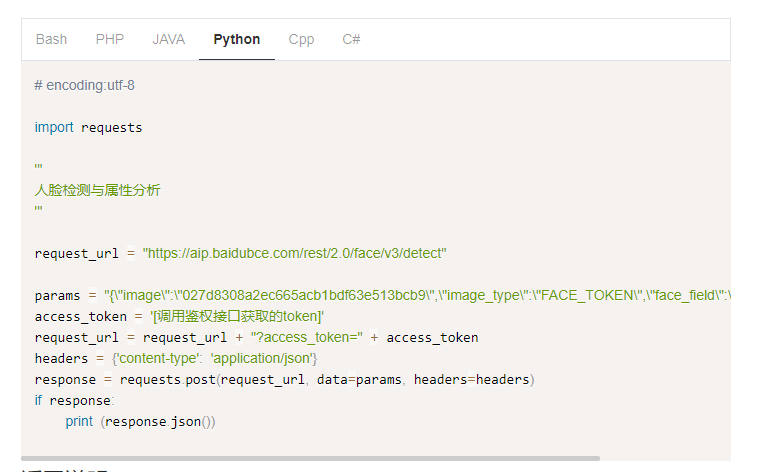 Bash PHP JAVA Python Cpp C#
# encoding:utf-8
import requests
'''
人脸检测与属性分析
'''
request_url = "https://aip.baidubce.com/rest/2.0/face/v3/detect"
params = "{\"image\":\"027d8308a2ec665acb1bdf63e513bcb9\",\"image_type\":\"FACE_TOKEN\",\"face_field\":\
access_token = '[调用鉴权接口获取的token]'
request_url = request_url + "?access_token=" + access_token
headers = {'content-type': 'application/json'}
response = requests.post(request_url, data=params, headers=headers)
if response:
    print (response.json())